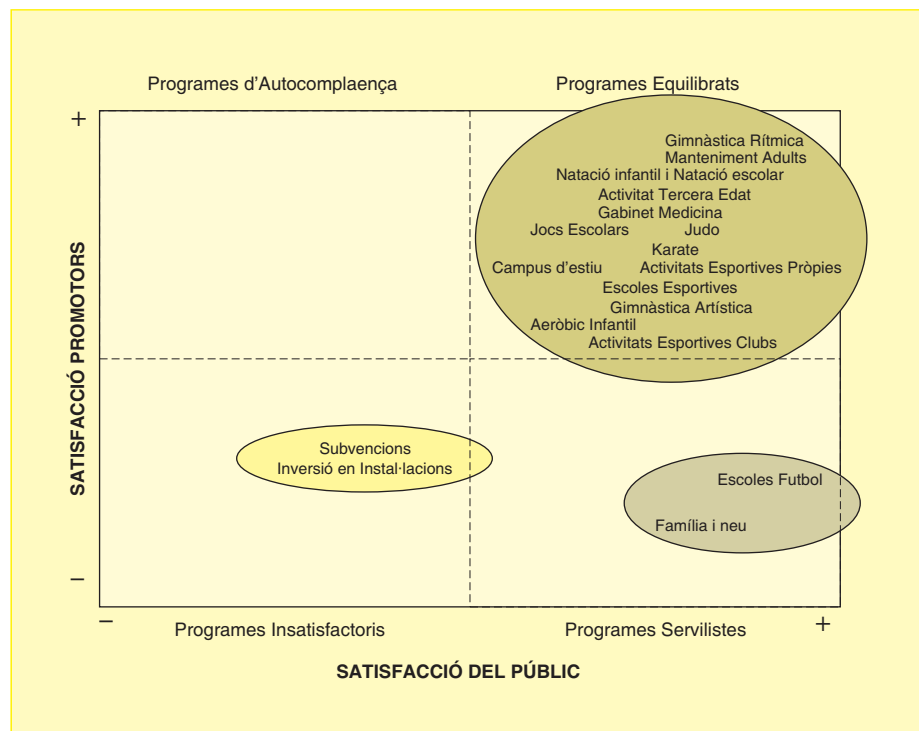 Programes d'Autocomplaença
Programes Equilibrats
+
Gimnàstica Rítmica
Manteniment Adults
Natació infantil i Natació escolar
Activitat Tercera Edat
Gabinet Medicina
Jocs Escolars Judo
Karate
Campus d'estiu Activitats Esportives Pròpies
Escoles Esportives
Gimnàstica Artística
Aeròbic Infantil
Activitats Esportives Clubs
SATISFACCIÓ PROMOTORS
Subvencions
Inversió en Instal·lacions
Escoles Futbol
Família i neu
–
–
+
Programes Insatisfactoris
Programes Servilistes
SATISFACCIÓ DEL PÚBLIC